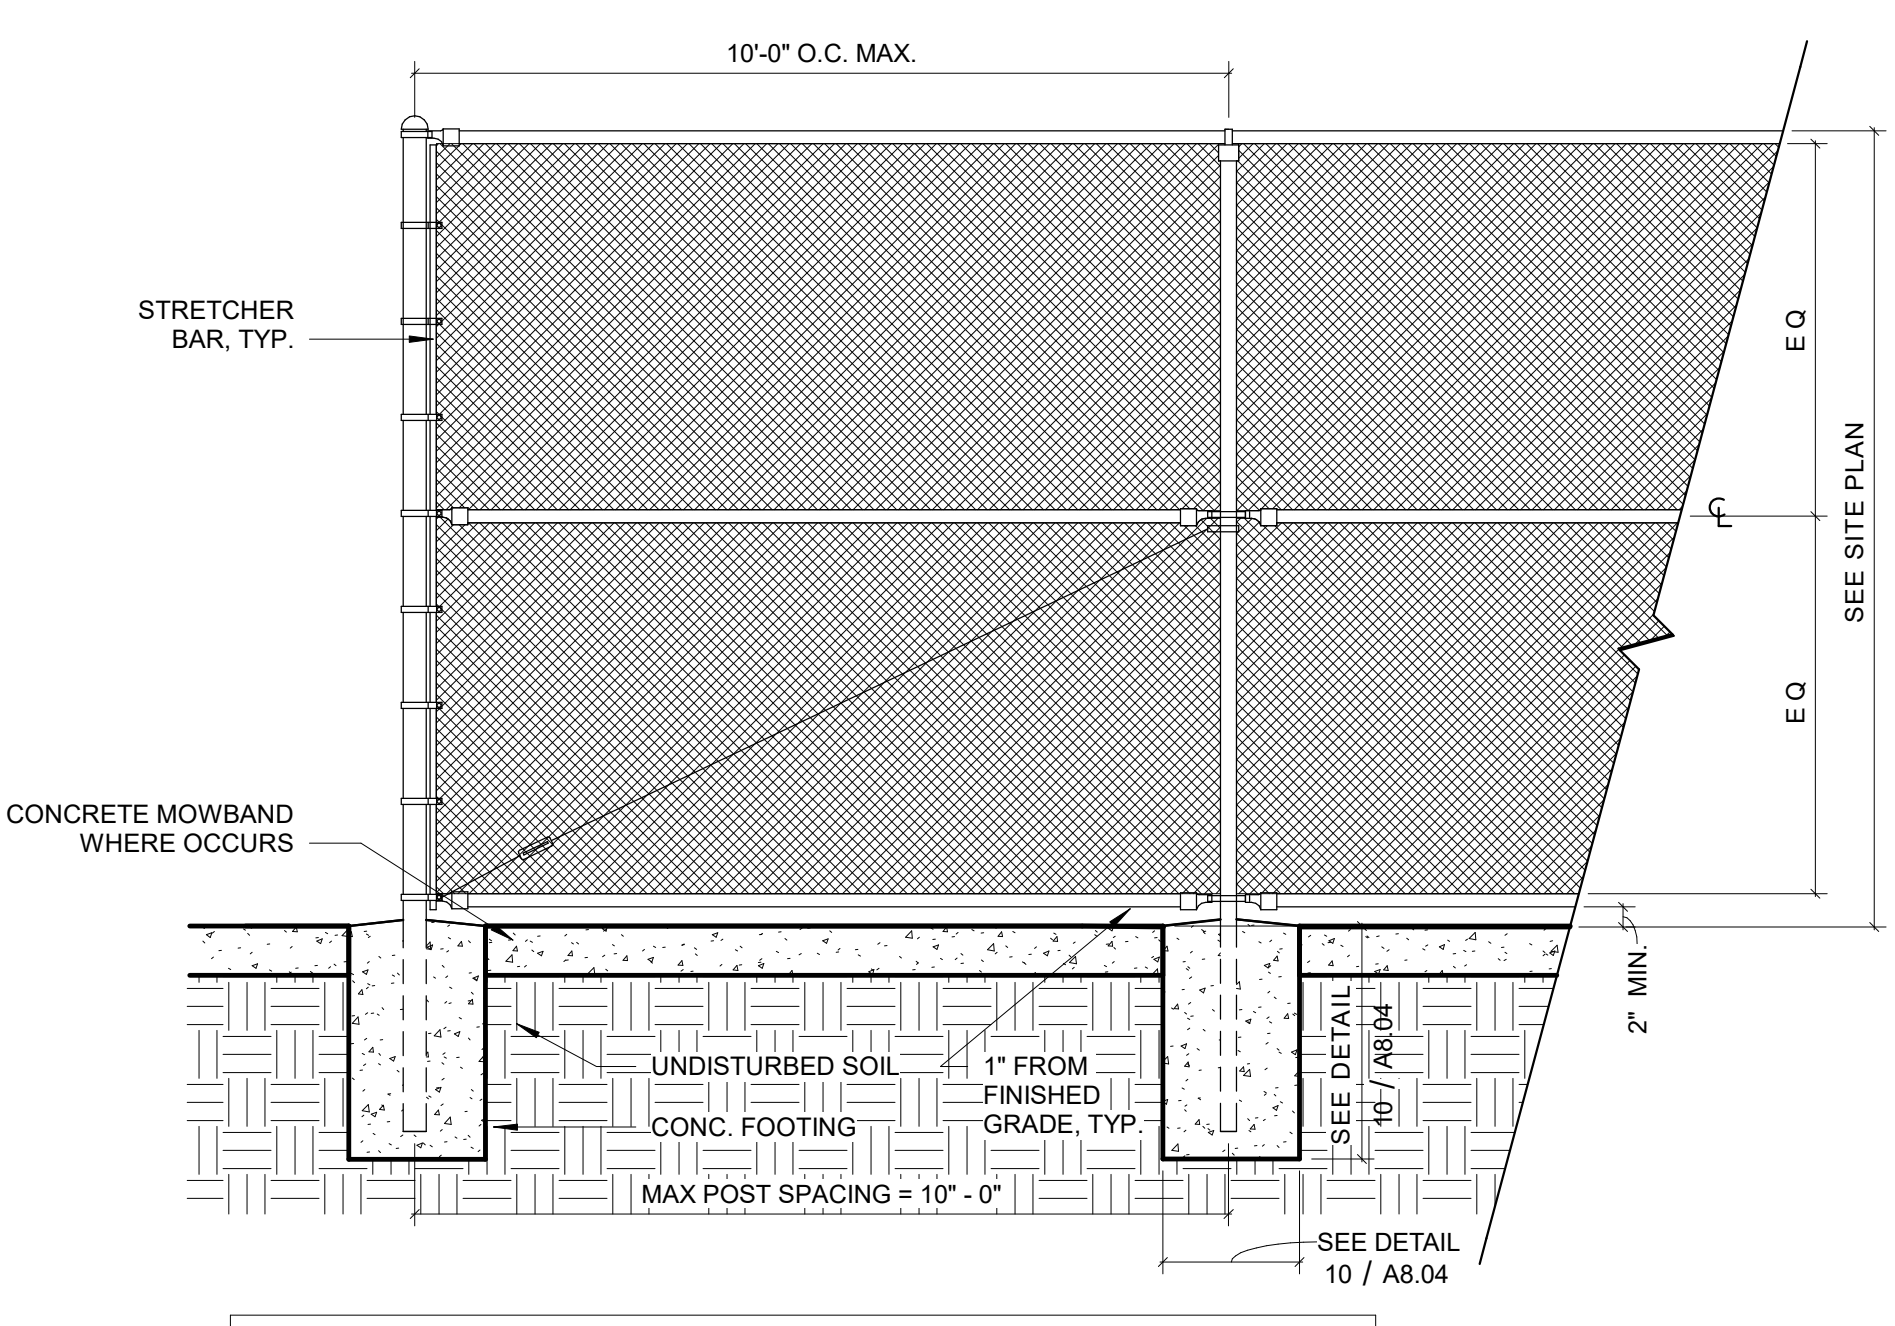 10'-0" O.C. MAX.
STRETCHER
BAR, TYP.
EQ
℄
SEE SITE PLAN
EQ
CONCRETE MOWBAND
WHERE OCCURS
2" MIN.
UNDISTURBED SOIL
1" FROM
FINISHED
GRADE, TYP.
CONC. FOOTING
SEE DETAIL
10 / A8.04
MAX POST SPACING = 10" - 0"
SEE DETAIL
10 / A8.04